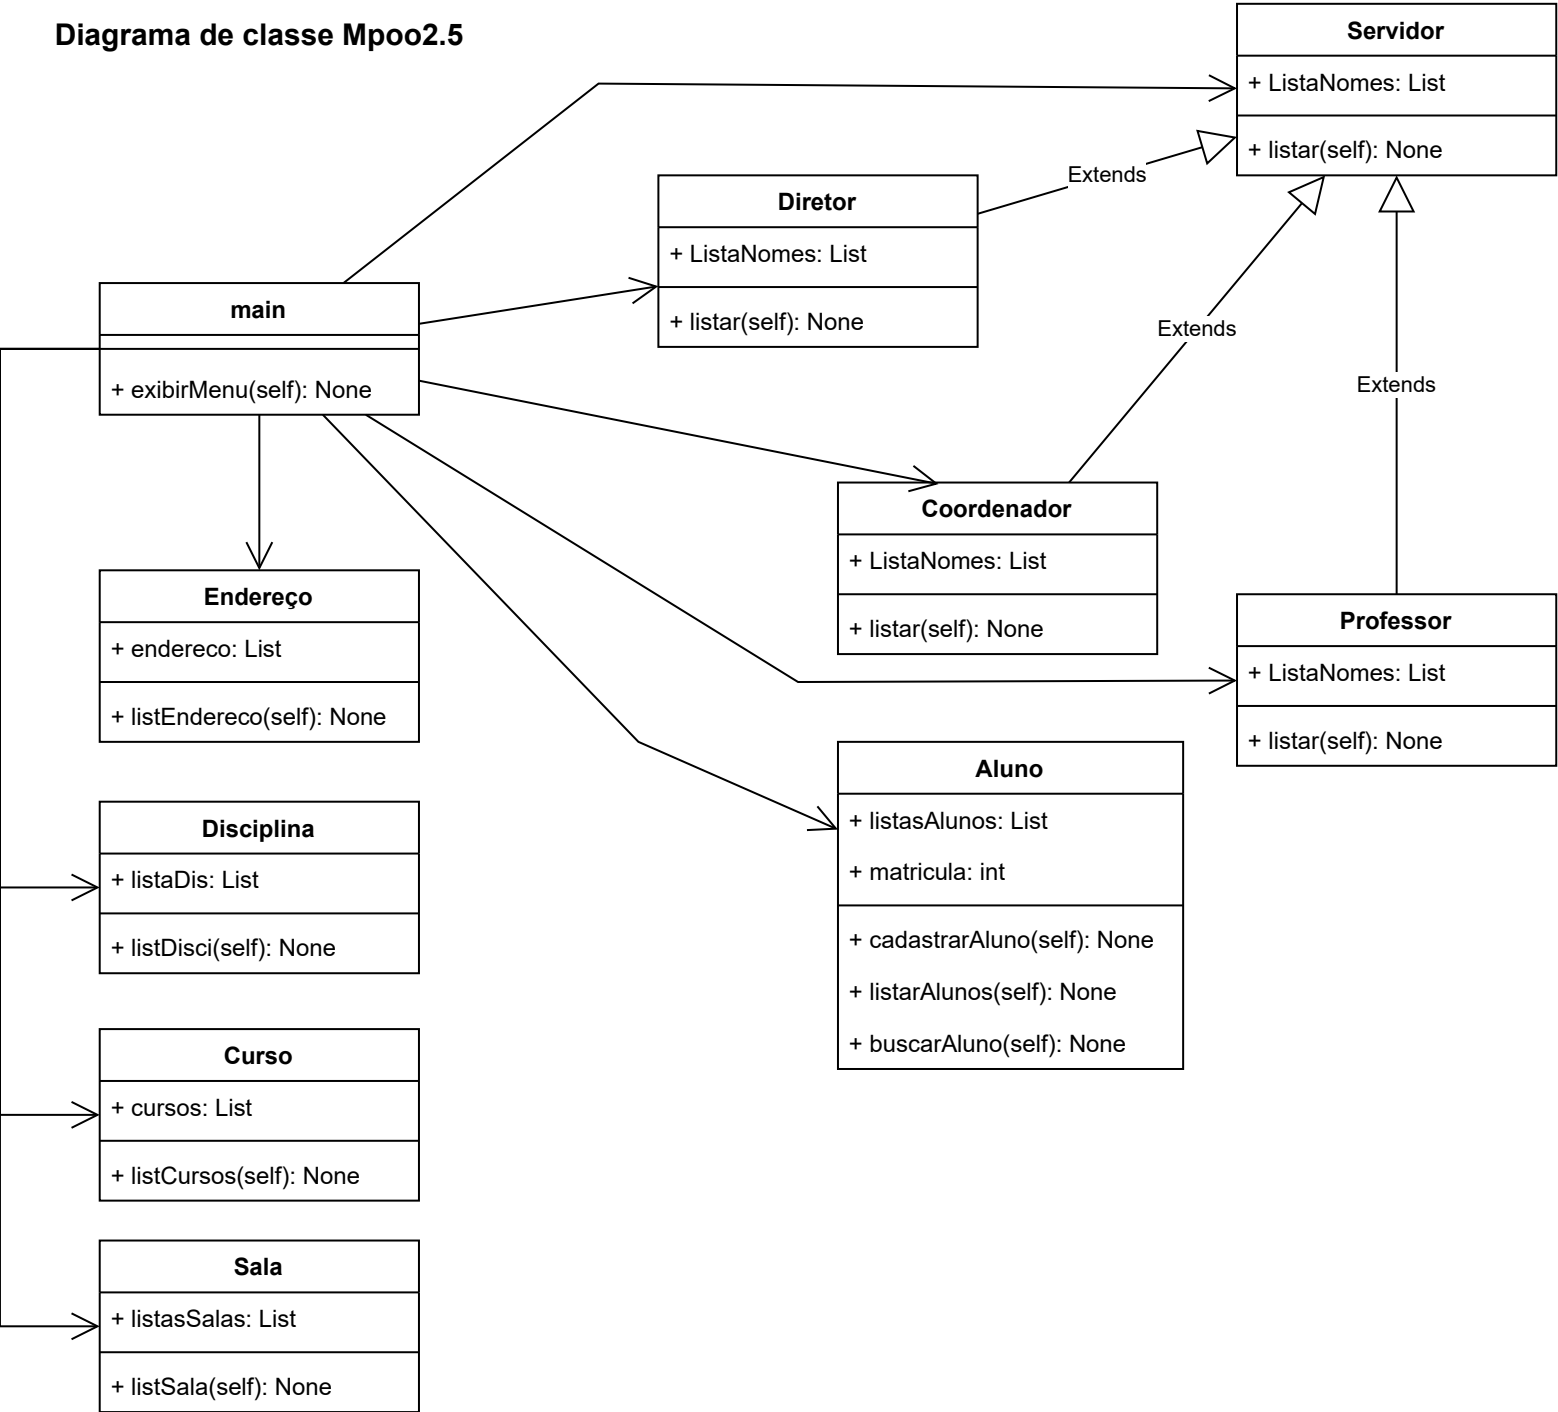 Diagrama de classe Mpoo2.5
Servidor
+ ListaNomes: List
+ listar(self): None
Extends
Diretor
+ ListaNomes: List
+ listar(self): None
main
+ exibirMenu(self): None
Extends
Extends
Coordenador
+ ListaNomes: List
+ listar(self): None
Endereço
+ endereco: List
+ listEndereco(self): None
Professor
+ ListaNomes: List
+ listar(self): None
Aluno
+ listasAlunos: List
+ matricula: int
+ cadastrarAluno(self): None
+ listarAlunos(self): None
+ buscarAluno(self): None
Disciplina
+ listaDis: List
+ listDisci(self): None
Curso
+ cursos: List
+ listCursos(self): None
Sala
+ listasSalas: List
+ listSala(self): None